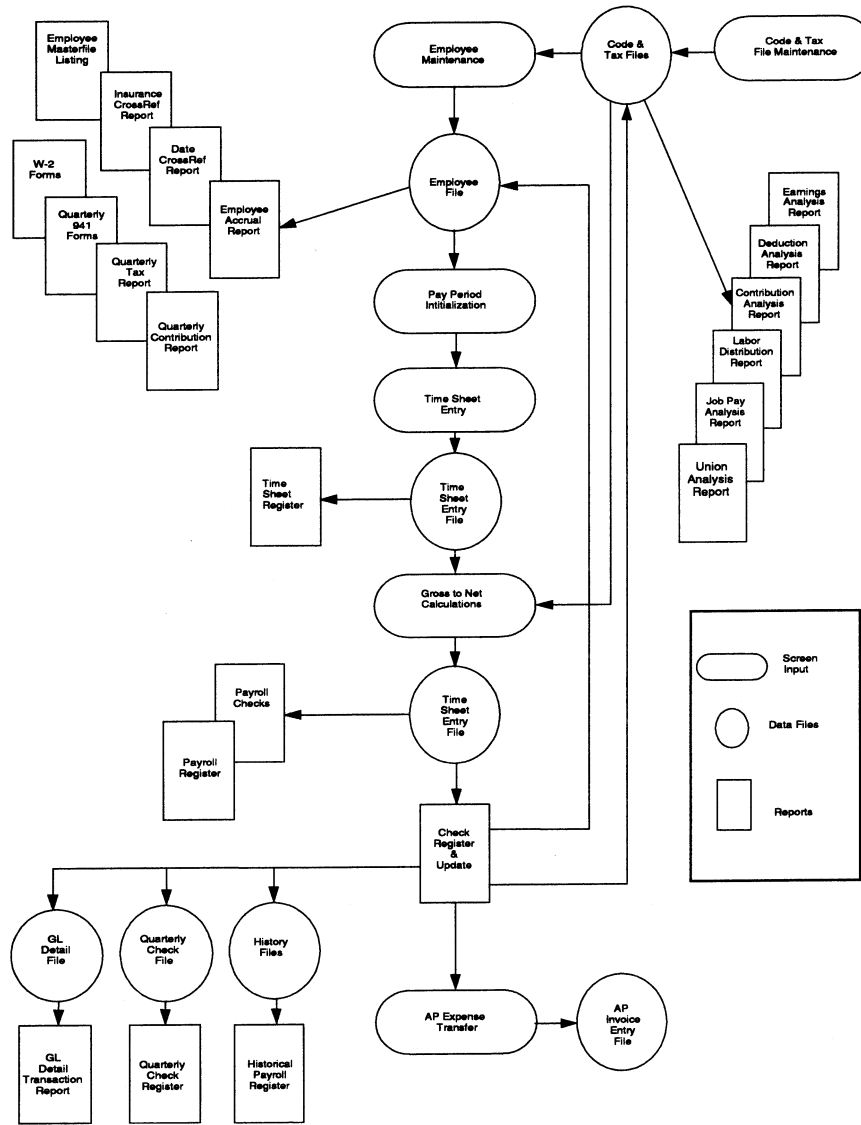 Employee
Masterfile
Listing
Insurance
CrossRef
Report
Date
CrossRef
Report
Employee
Accrual
Report
W-2
Forms
Quarterly
941
Forms
Quarterly
Tax
Report
Quarterly
Contribution
Report
Employee
Maintenance
Code &
Tax Files
Code & Tax
File Maintenance
Employee
File
Pay Period
Intitialization
Time Sheet
Entry
Time
Sheet
Register
Time
Sheet
Entry
File
Gross to Net
Calculations
Payroll
Checks
Payroll
Register
Time
Sheet
Entry
File
Check
Register
&
Update
Earnings
Analysis
Report
Deduction
Analysis
Report
Contribution
Analysis
Report
Labor
Distribution
Report
Job Pay
Analysis
Report
Union
Analysis
Report
Screen
Input
Data Files
Reports
GL
Detail
File
Quarterly
Check
File
History
Files
AP Expense
Transfer
AP
Invoice
Entry
File
GL
Detail
Transaction
Report
Quarterly
Check
Register
Historical
Payroll
Register